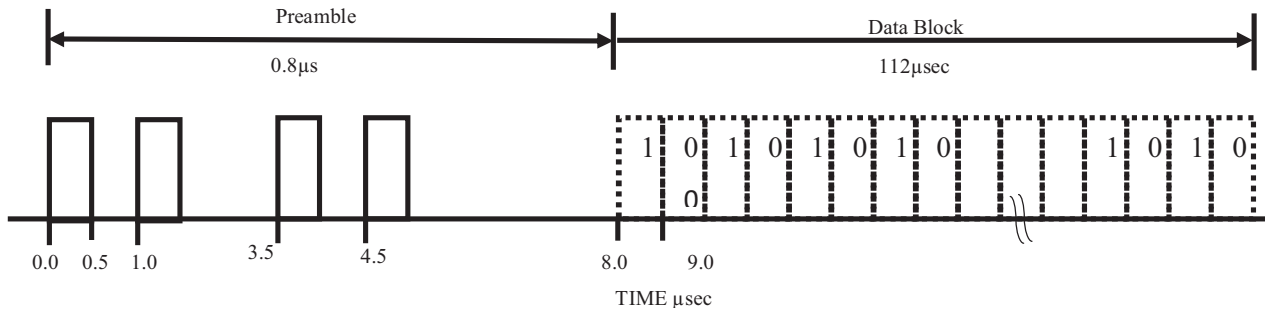 Preamble
Data Block
0.8μs
112μsec
1 0 1 0 1 0 1 0 1 0 1 0
0
0.0 0.5 1.0 3.5 4.5 8.0 9.0
TIME μsec